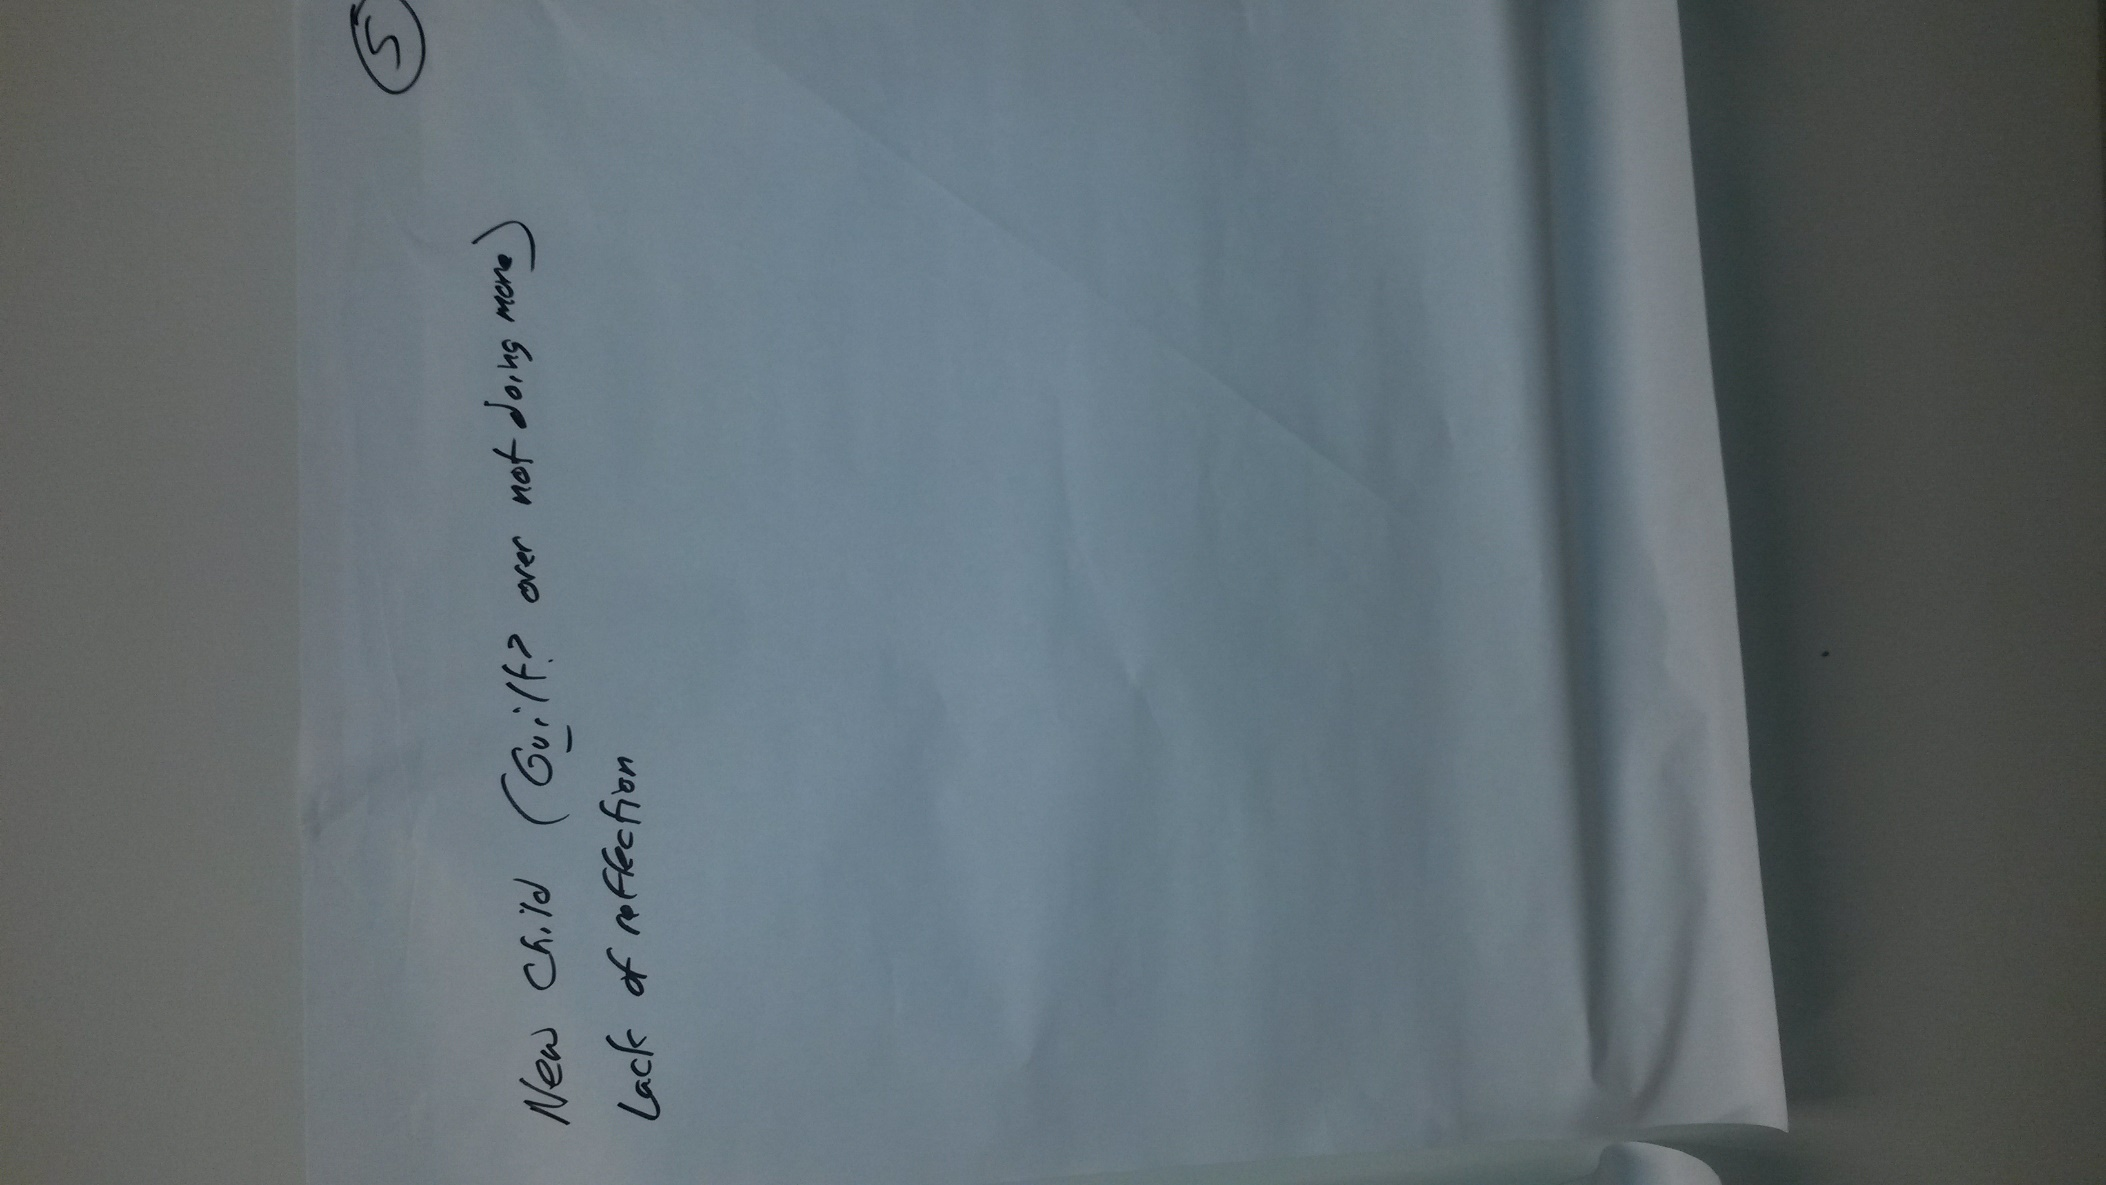 5
New Child (Guilt? over not doing more)
Lack of reflection